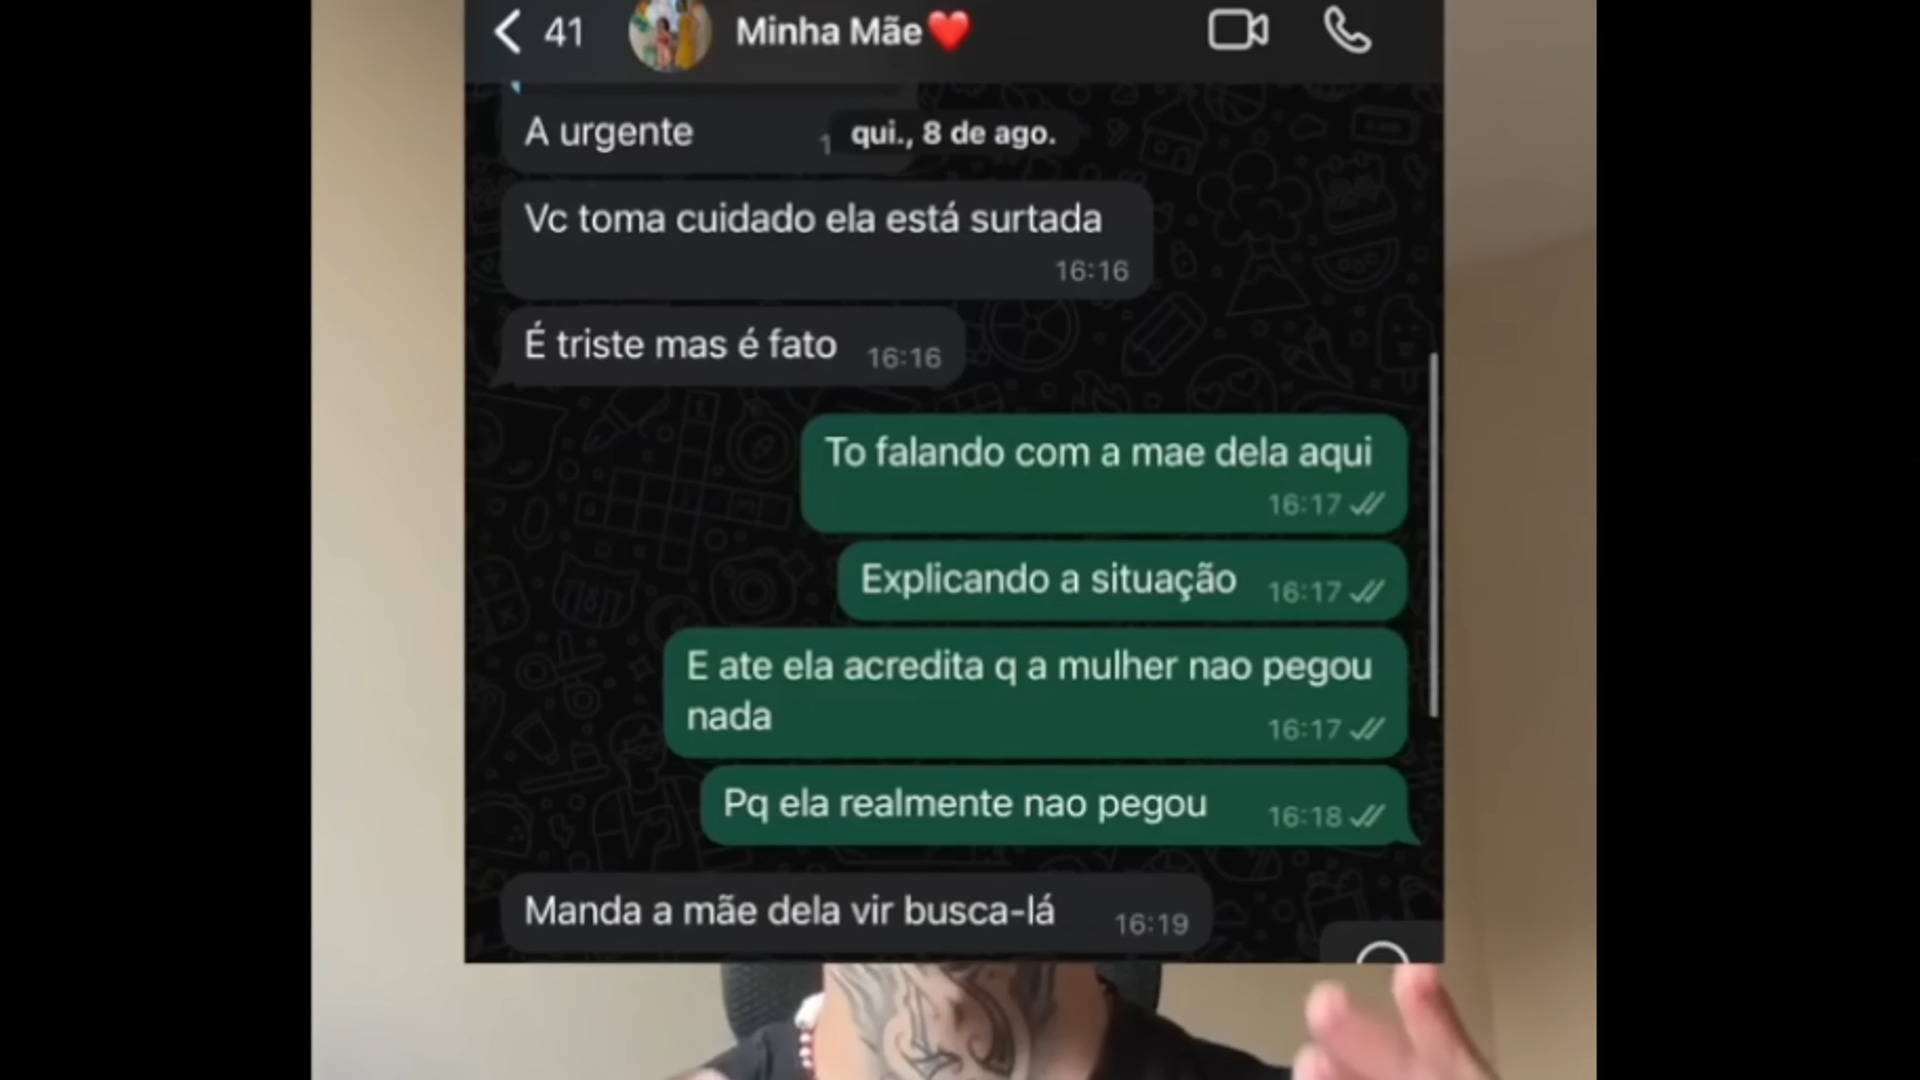 41
Minha Mãe❤️
A urgente
1
qui., 8 de ago.
Vc toma cuidado ela está surtada
16:16
É triste mas é fato 16:16
To falando com a mae dela aqui
16:17
Explicando a situação 16:17
E ate ela acredita q a mulher nao pegou
nada 16:17
Pq ela realmente nao pegou 16:18
Manda a mãe dela vir busca-lá 16:19